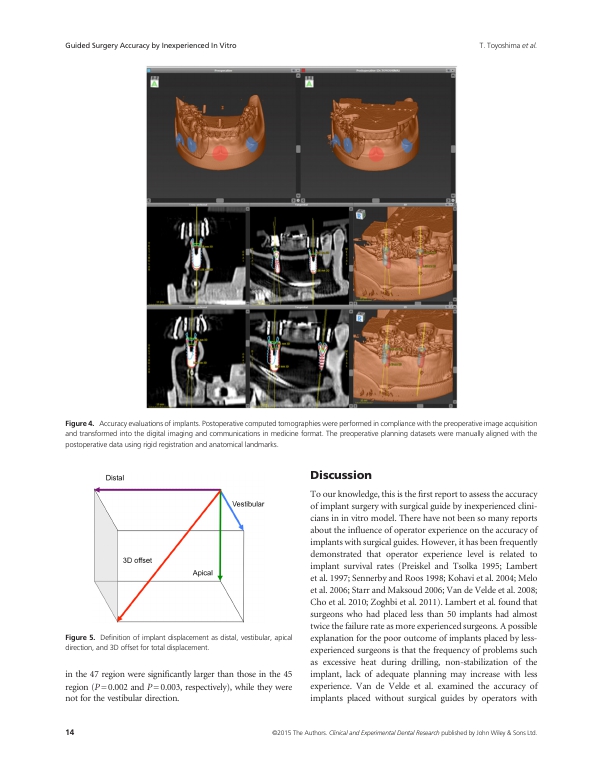 Guided Surgery Accuracy by Inexperienced In Vitro
T. Toyoshima et al.
Figure 4. Accuracy evaluations of implants. Postoperative computed tomographies were performed in compliance with the preoperative image acquisition
and transformed into the digital imaging and communications in medicine format. The preoperative planning datasets were manually aligned with the
postoperative data using rigid registration and anatomical landmarks.
Distal
Vestibular
3D offset
Apical
Figure 5. Definition of implant displacement as distal, vestibular, apical
direction, and 3D offset for total displacement.
in the 47 region were significantly larger than those in the 45
region (P = 0.002 and P = 0.003, respectively), while they were
not for the vestibular direction.
Discussion
To our knowledge, this is the first report to assess the accuracy
of implant surgery with surgical guide by inexperienced clini-
cians in in vitro model. There have not been so many reports
about the influence of operator experience on the accuracy of
implants with surgical guides. However, it has been frequently
demonstrated that operator experience level is related to
implant survival rates (Preiskel and Tsolka 1995; Lambert
et al. 1997; Sennerby and Roos 1998; Kohavi et al. 2004; Melo
et al. 2006; Starr and Maksoud 2006; Van de Velde et al. 2008;
Cho et al. 2010; Zoghbi et al. 2011). Lambert et al. found that
surgeons who had placed less than 50 implants had almost
twice the failure rate as more experienced surgeons. A possible
explanation for the poor outcome of implants placed by less-
experienced surgeons is that the frequency of problems such
as excessive heat during drilling, non-stabilization of the
implant, lack of adequate planning may increase with less
experience. Van de Velde et al. examined the accuracy of
implants placed without surgical guides by operators with
14
©2015 The Authors. Clinical and Experimental Dental Research published by John Wiley & Sons Ltd.